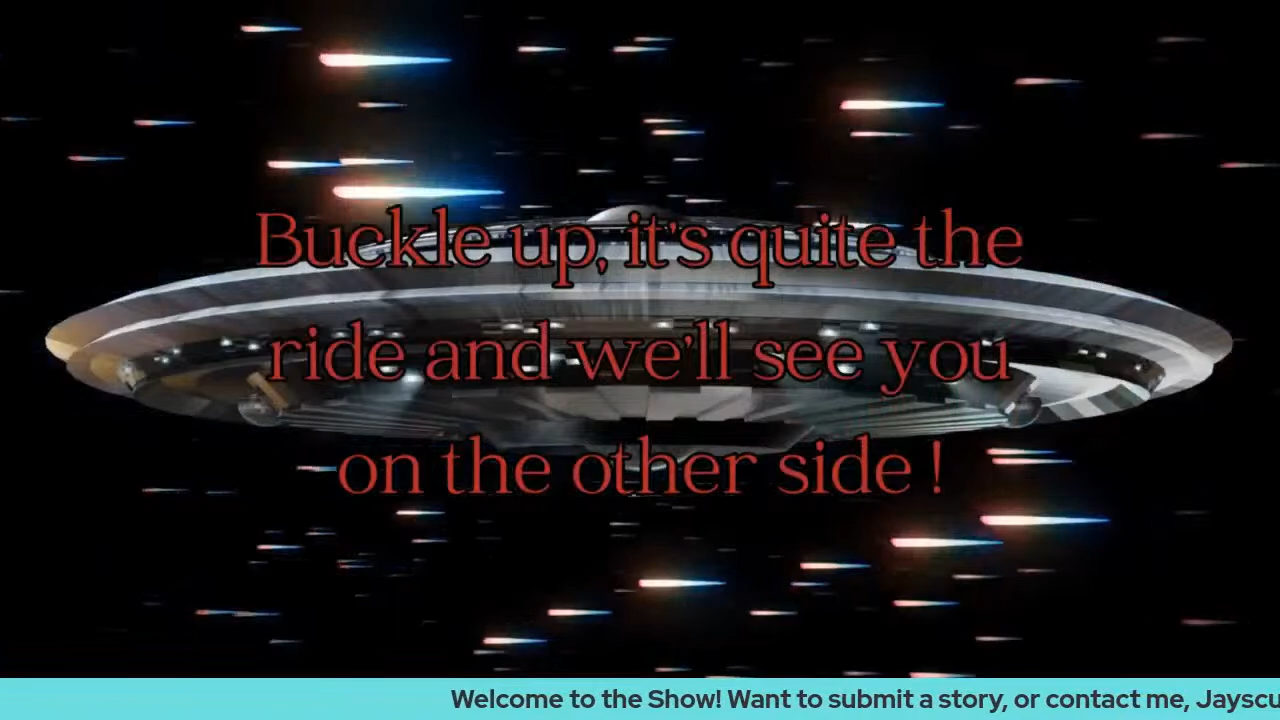 Buckle up, it's quite the
ride and we'll see you
on the other side !
Welcome to the Show! Want to submit a story, or contact me,